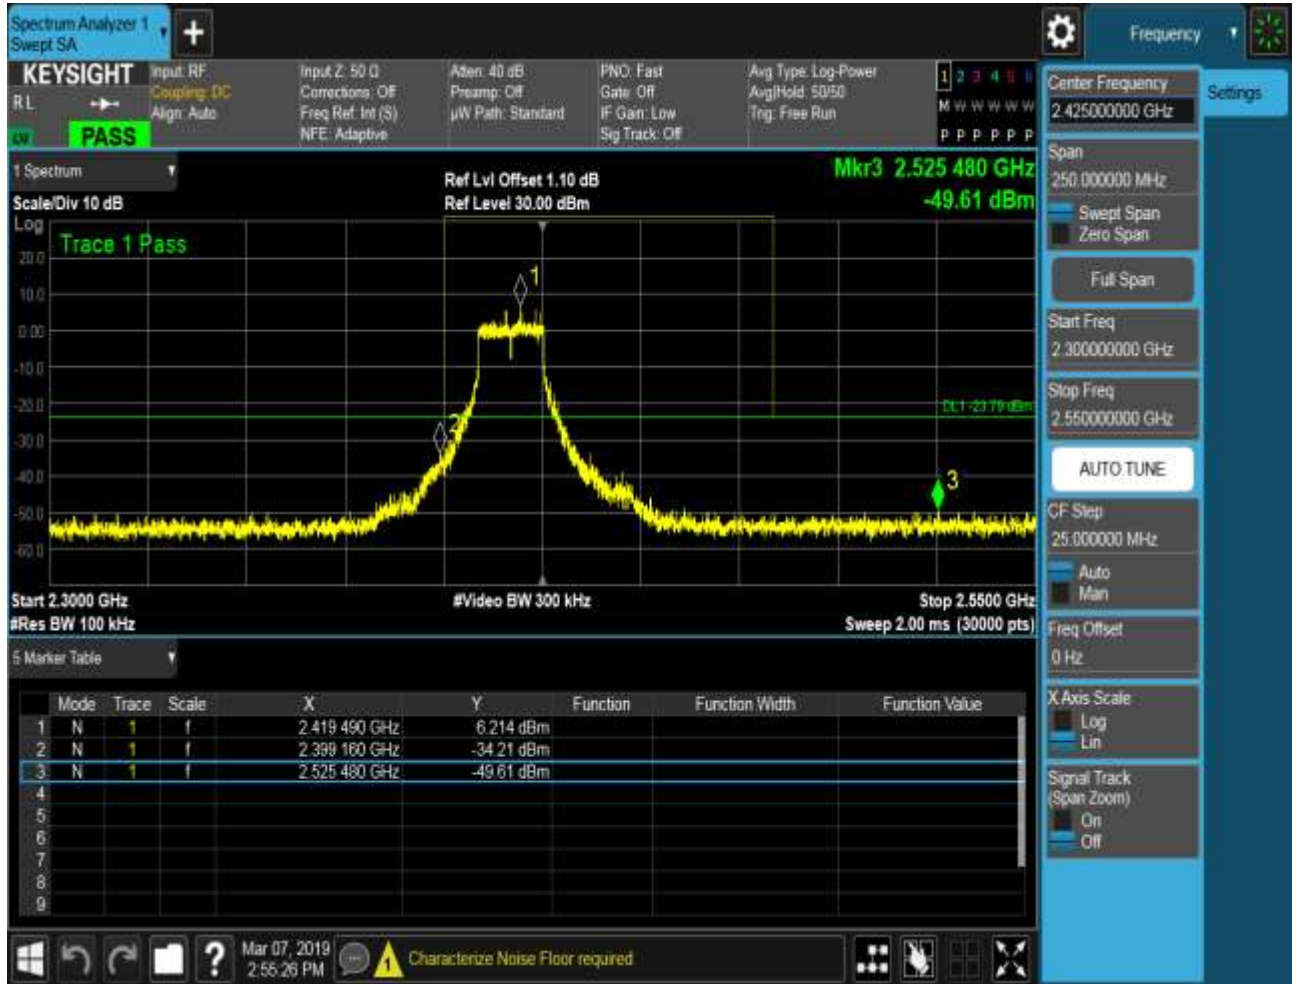 Spectrum Analyzer 1
Swept SA
Frequency
KEYSIGHT
RL
PASS
Input: RF
Coupling: DC
Align: Auto
Input Z: 50 Ω
Corrections: Off
Freq Ref: Int (S)
NFE: Adaptive
Atten: 40 dB
Preamp: Off
µW Path: Standard
PNO: Fast
Gate: Off
IF Gain: Low
Sig Track: Off
Avg Type: Log-Power
Avg|Hold: 50/50
Trig: Free Run
1 2 3 4 5 6
M W W W W W
P P P P P P
1 Spectrum
Scale/Div 10 dB
Ref Lvl Offset 1.10 dB
Ref Level 30.00 dBm
Mkr3 2.525 480 GHz
-49.61 dBm
Log
Trace 1 Pass
20.0
10.0
0.00
-10.0
-20.0
-30.0
-40.0
-50.0
-60.0
1
2
3
DL1 -23.79 dBm
Start 2.3000 GHz
#Res BW 100 kHz
#Video BW 300 kHz
Stop 2.5500 GHz
Sweep 2.00 ms (30000 pts)
5 Marker Table
Mode Trace Scale X Y Function Function Width Function Value
1 N 1 f 2.419 490 GHz 6.214 dBm
2 N 1 f 2.399 160 GHz -34.21 dBm
3 N 1 f 2.525 480 GHz -49.61 dBm
4
5
6
7
8
9
Mar 07, 2019
2:55:26 PM
1
Characterize Noise Floor required
Center Frequency
2.425000000 GHz
Settings
Span
250.000000 MHz
Swept Span
Zero Span
Full Span
Start Freq
2.300000000 GHz
Stop Freq
2.550000000 GHz
AUTO TUNE
CF Step
25.000000 MHz
Auto
Man
Freq Offset
0 Hz
X Axis Scale
Log
Lin
Signal Track
(Span Zoom)
On
Off